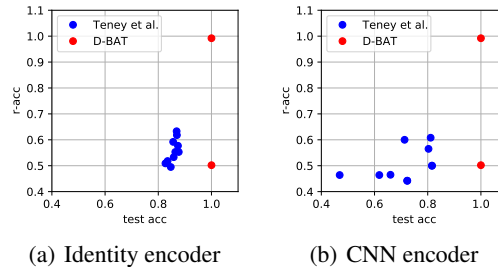 1.1
1.0
0.9
0.8
0.7
0.6
0.5
0.4
r-acc
Teney et al.
D-BAT
0.4 0.6 0.8 1.0
test acc
(a) Identity encoder
1.1
1.0
0.9
0.8
0.7
0.6
0.5
0.4
r-acc
Teney et al.
D-BAT
0.4 0.6 0.8 1.0
test acc
(b) CNN encoder